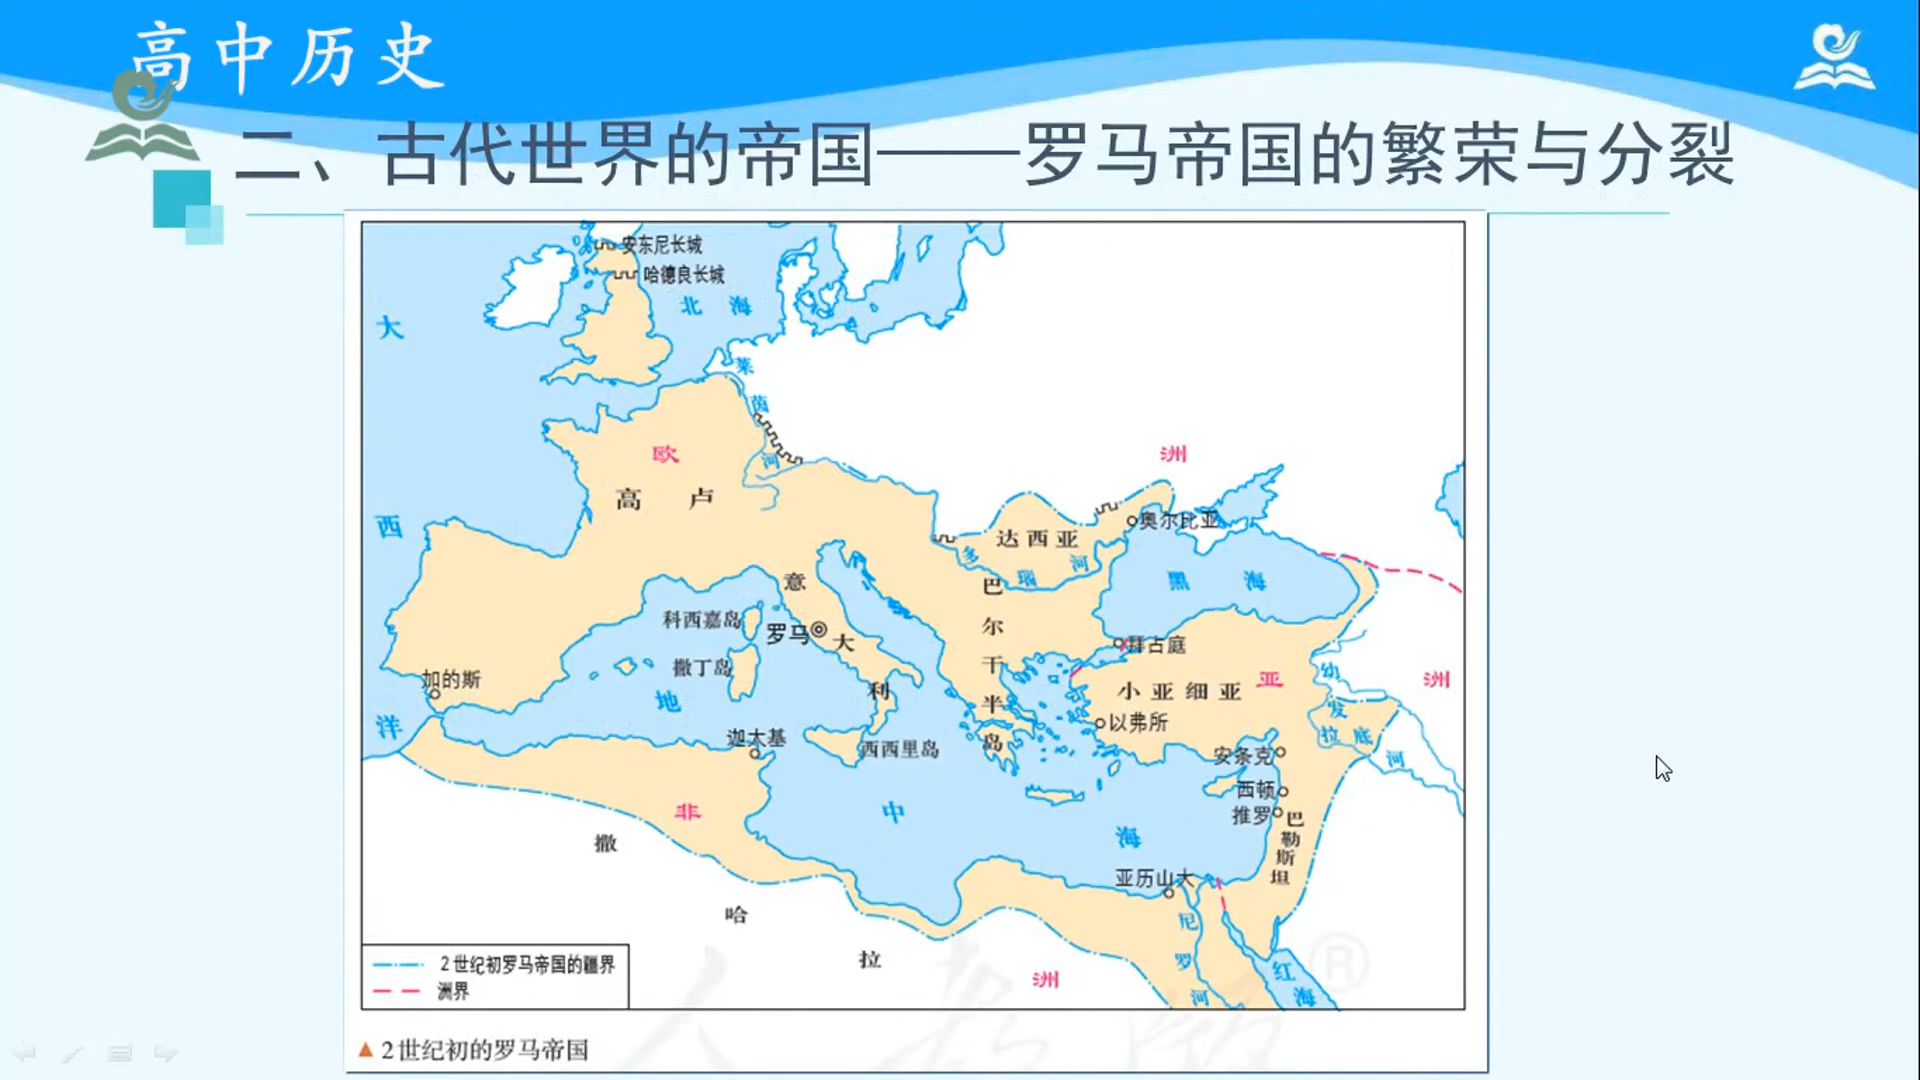 高中历史
二、古代世界的帝国——罗马帝国的繁荣与分裂
安东尼长城
哈德良长城
北海
大西洋
莱茵河
欧洲
高卢
达西亚
奥尔比亚
多瑙河
黑海
巴尔干半岛
意大利
科西嘉岛
罗马
撒丁岛
拜占庭
加的斯
地中海
小亚细亚
亚洲
幼发拉底河
以弗所
迦太基
西西里岛
安条克
西顿
推罗
巴勒斯坦
非洲
撒哈拉
亚历山大
尼罗河
红海
2世纪初罗马帝国的疆界
洲界
人教版®
▲2世纪初的罗马帝国